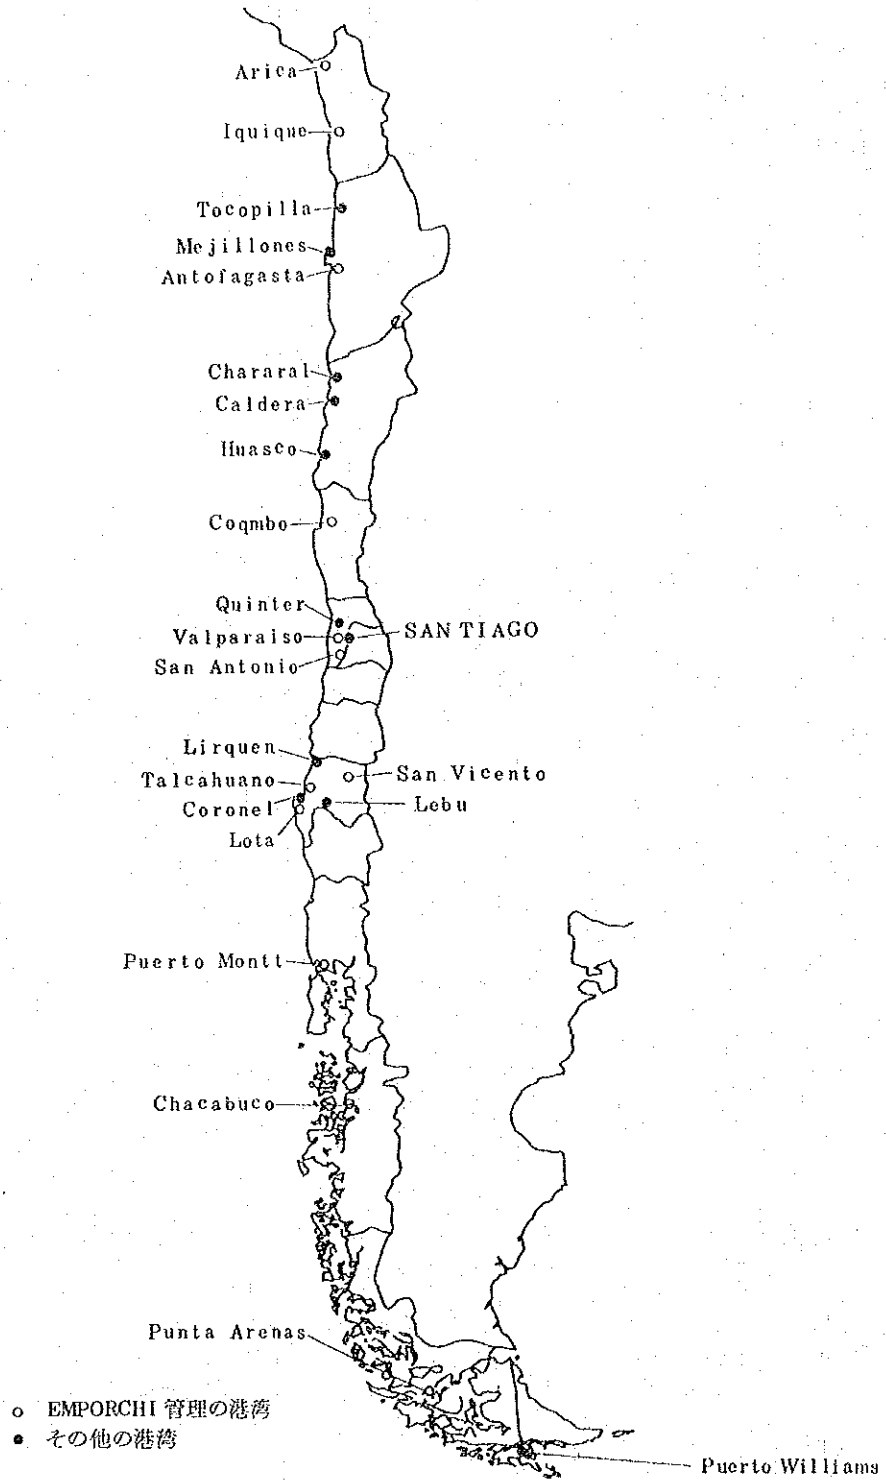 Arica
Iquique
Tocopilla
Mejillones
Antofagasta
Chararal
Caldera
Huasco
Coqmbo
Quinter
Valparaiso
SAN TIAGO
San Antonio
Lirquen
San Vicento
Talcahuano
Coronel
Lebu
Lota
Puerto Montt
Chacabuco
Punta Arenas
○ EMPORCHI 管理の港湾
● その他の港湾
Puerto Williams